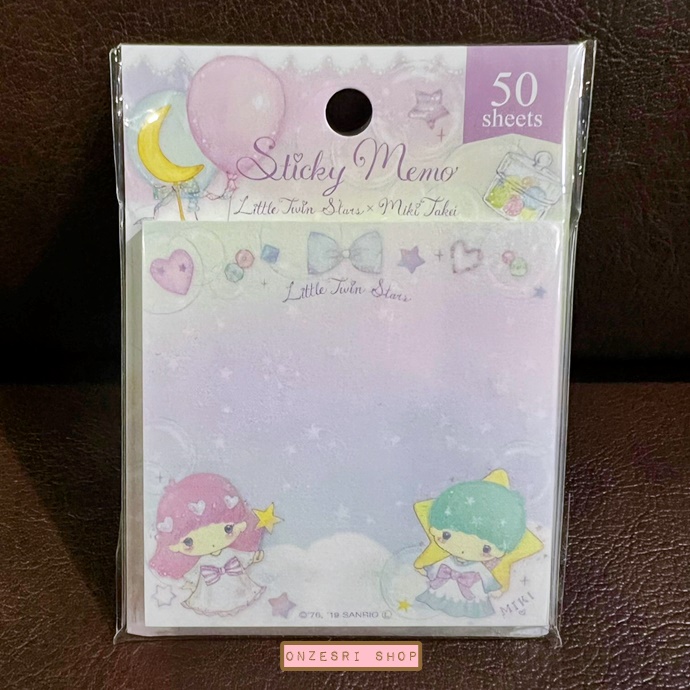 50
sheets
Sticky Memo
Little Twin Stars × Miki Takei
Little Twin Stars
MIKI
©'76, '19 SANRIO Ⓛ
ONZESRI SHOP